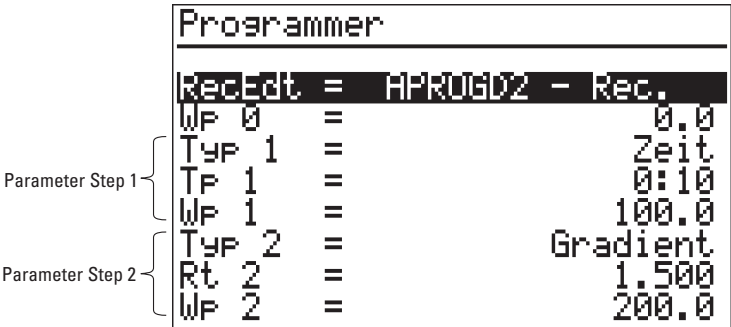 Programmer
RecEdt = APROGD2 - Rec.
Wp 0 = 0.0
Typ 1 = Zeit
Tp 1 = 0:10
Wp 1 = 100.0
Typ 2 = Gradient
Rt 2 = 1.500
Wp 2 = 200.0
Parameter Step 1
Parameter Step 2